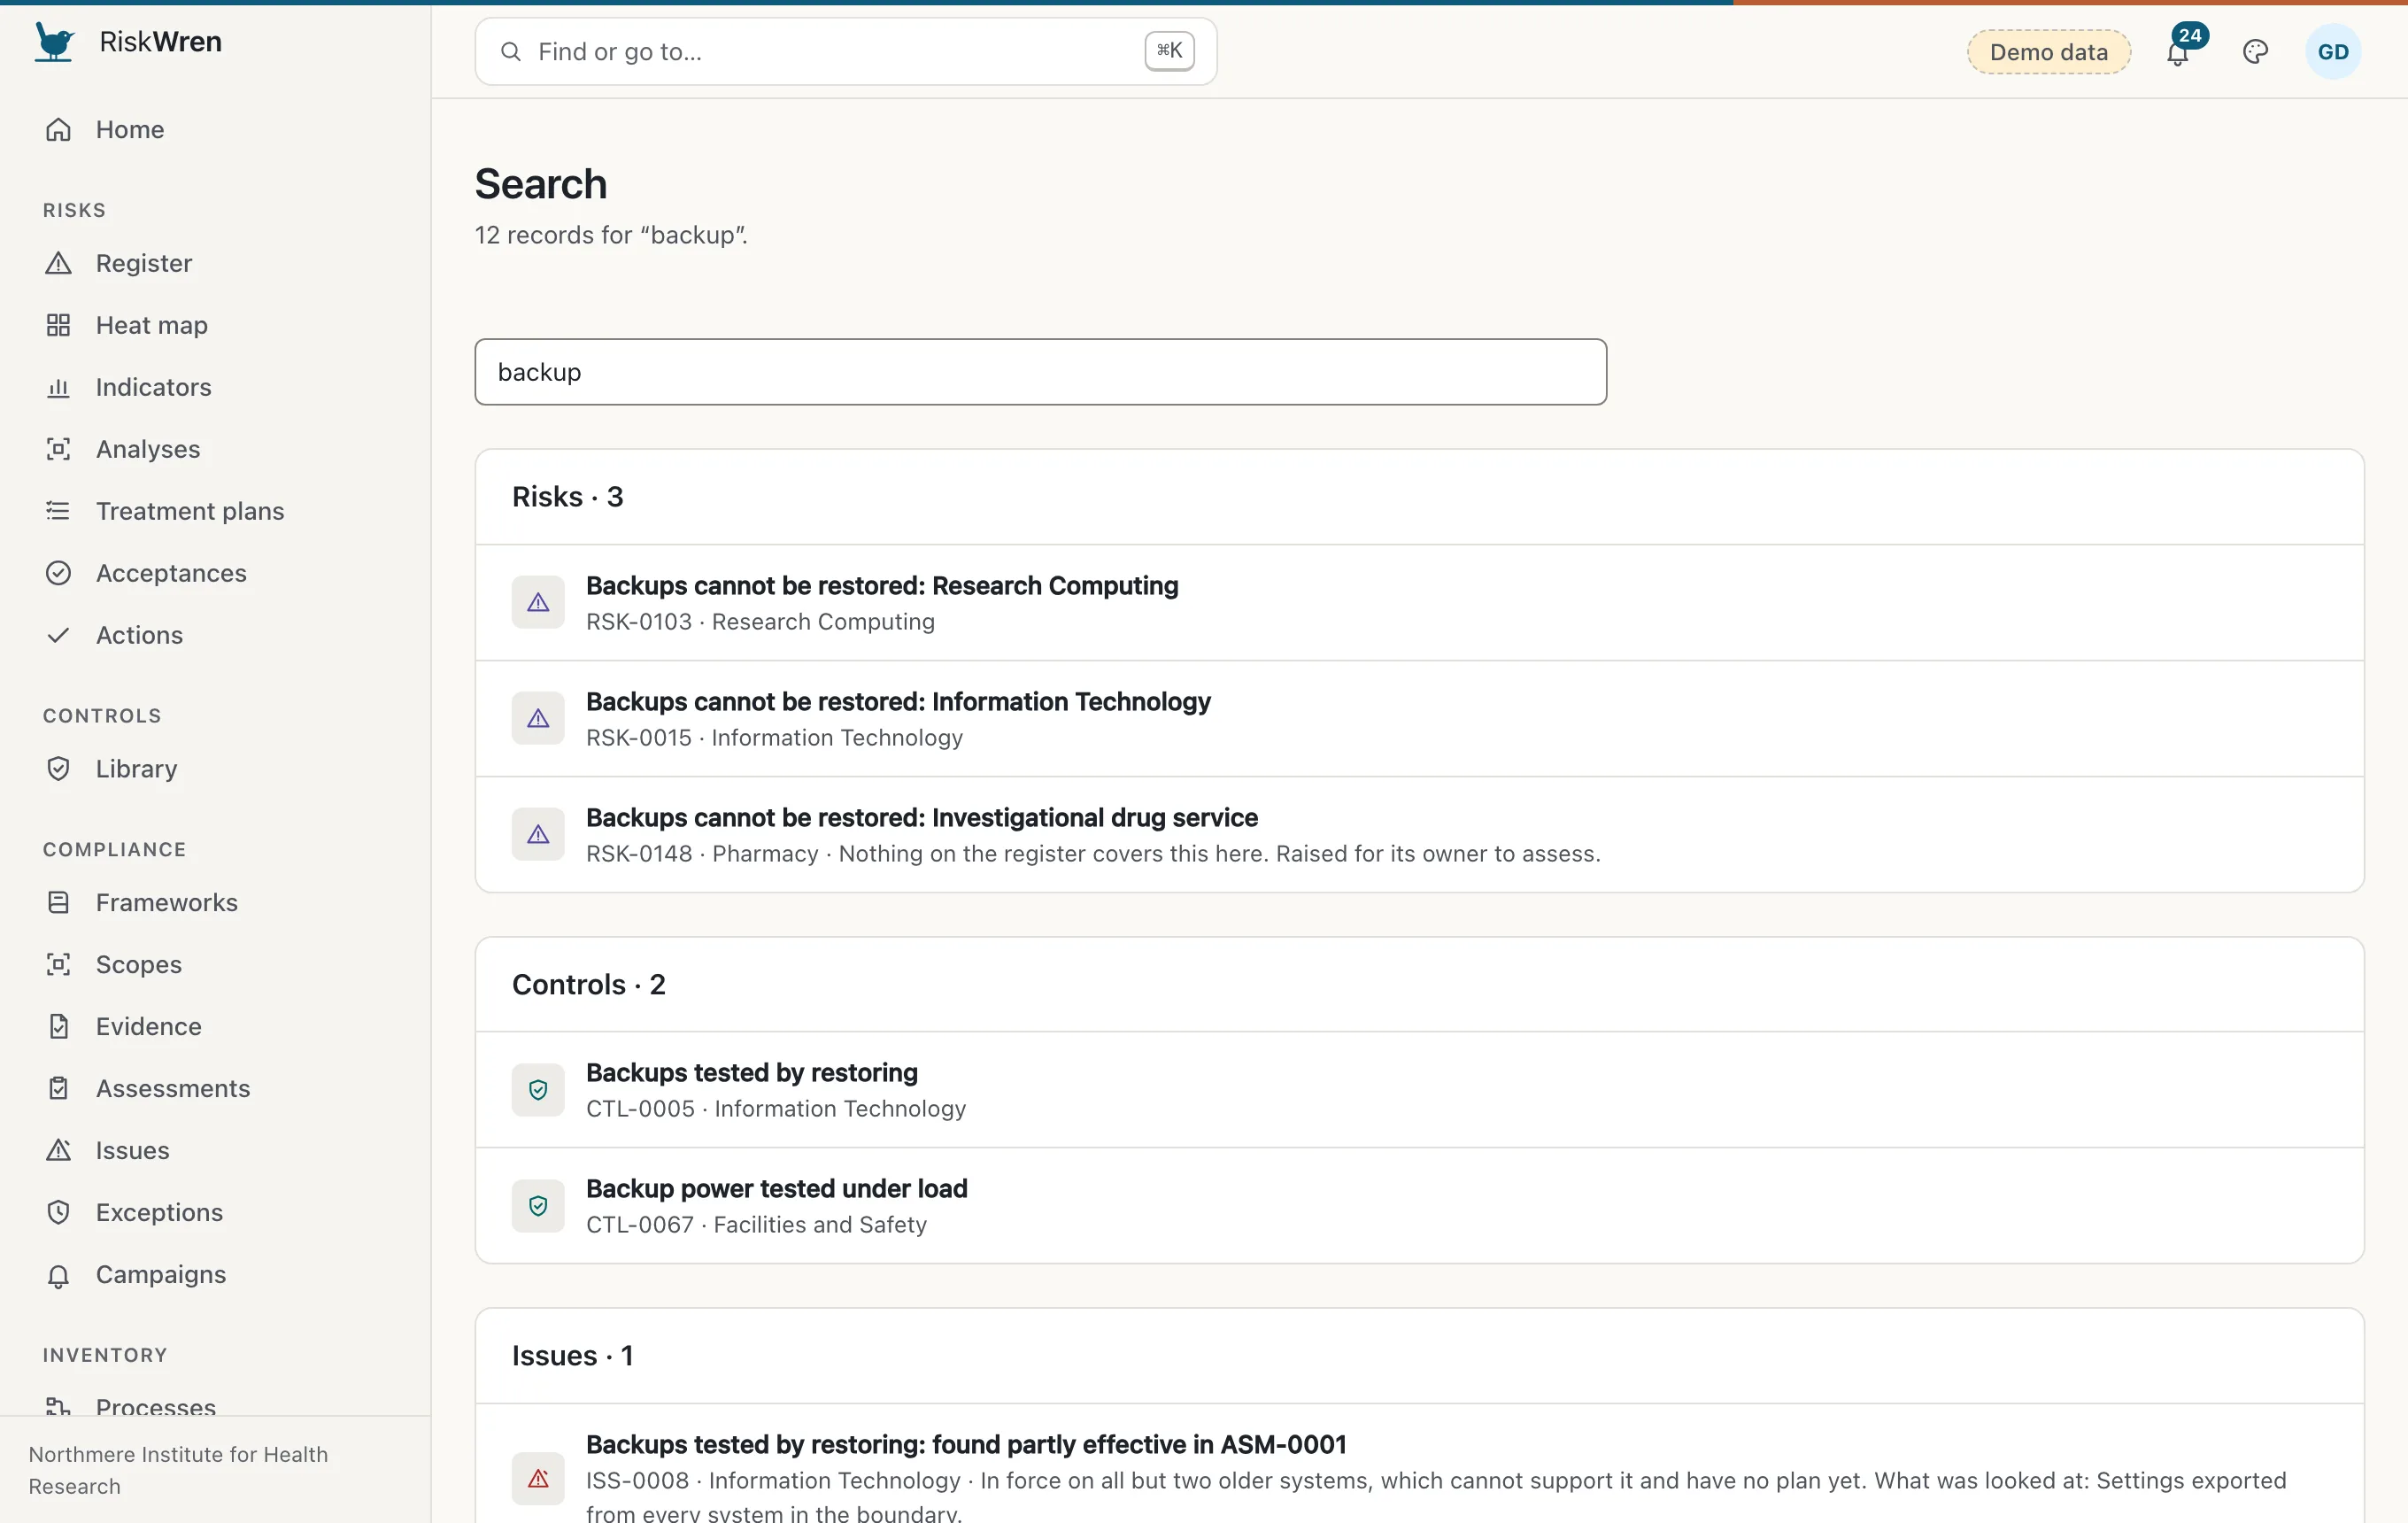 RiskWren
Find or go to...
⌘K
Demo data
24
GD
Home
RISKS
Register
Heat map
Indicators
Analyses
Treatment plans
Acceptances
Actions
CONTROLS
Library
COMPLIANCE
Frameworks
Scopes
Evidence
Assessments
Issues
Exceptions
Campaigns
INVENTORY
Processes
Northmere Institute for Health
Research
Search
12 records for “backup”.
backup
Risks · 3
Backups cannot be restored: Research Computing
RSK-0103 · Research Computing
Backups cannot be restored: Information Technology
RSK-0015 · Information Technology
Backups cannot be restored: Investigational drug service
RSK-0148 · Pharmacy · Nothing on the register covers this here. Raised for its owner to assess.
Controls · 2
Backups tested by restoring
CTL-0005 · Information Technology
Backup power tested under load
CTL-0067 · Facilities and Safety
Issues · 1
Backups tested by restoring: found partly effective in ASM-0001
ISS-0008 · Information Technology · In force on all but two older systems, which cannot support it and have no plan yet. What was looked at: Settings exported
from every system in the boundary.